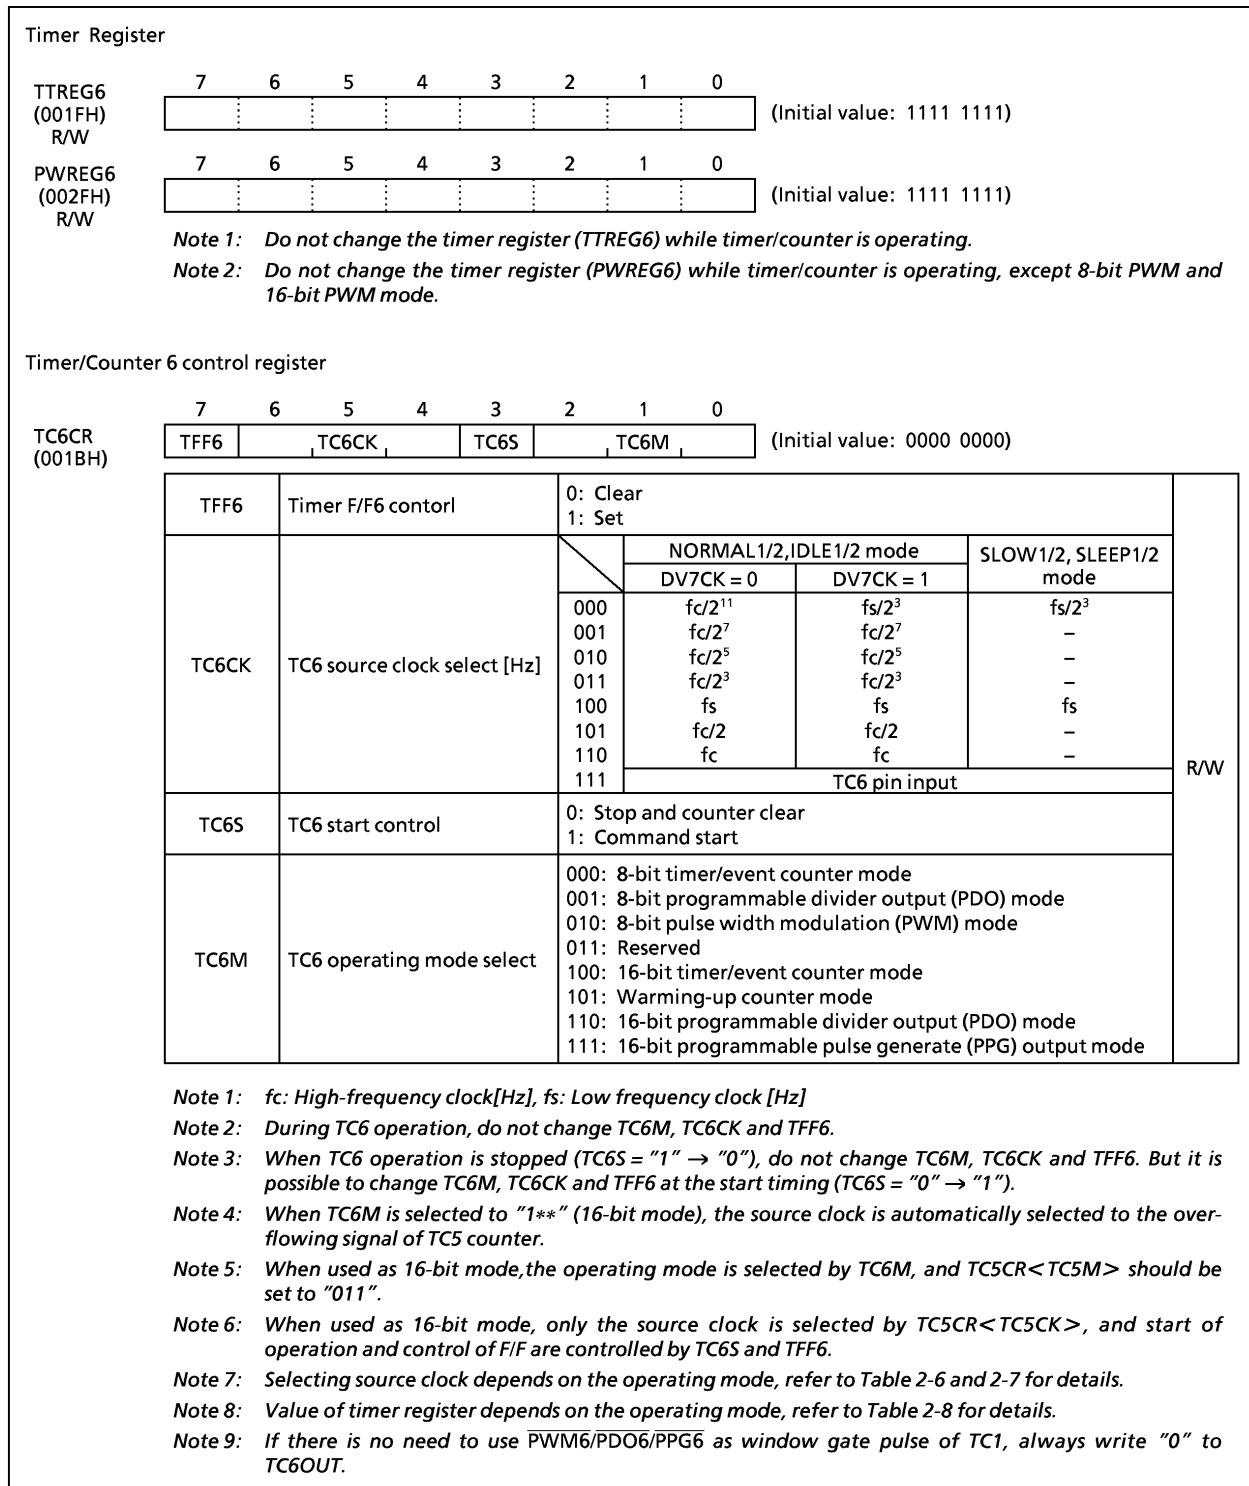 Timer Register
7 6 5 4 3 2 1 0
TTREG6
(001FH)
R/W
(Initial value: 1111 1111)
7 6 5 4 3 2 1 0
PWREG6
(002FH)
R/W
(Initial value: 1111 1111)
Note 1: Do not change the timer register (TTREG6) while timer/counter is operating.
Note 2: Do not change the timer register (PWREG6) while timer/counter is operating, except 8-bit PWM and
16-bit PWM mode.
Timer/Counter 6 control register
7 6 5 4 3 2 1 0
TC6CR
(001BH)
TFF6 TC6CK TC6S TC6M (Initial value: 0000 0000)
TFF6 Timer F/F6 contorl
0: Clear
1: Set
TC6CK TC6 source clock select [Hz]
NORMAL1/2,IDLE1/2 mode SLOW1/2, SLEEP1/2
mode
DV7CK = 0 DV7CK = 1
000 fc/2¹¹ fs/2³ fs/2³
001 fc/2⁷ fc/2⁷ –
010 fc/2⁵ fc/2⁵ –
011 fc/2³ fc/2³ –
100 fs fs fs
101 fc/2 fc/2 –
110 fc fc –
111 TC6 pin input
R/W
TC6S TC6 start control
0: Stop and counter clear
1: Command start
TC6M TC6 operating mode select
000: 8-bit timer/event counter mode
001: 8-bit programmable divider output (PDO) mode
010: 8-bit pulse width modulation (PWM) mode
011: Reserved
100: 16-bit timer/event counter mode
101: Warming-up counter mode
110: 16-bit programmable divider output (PDO) mode
111: 16-bit programmable pulse generate (PPG) output mode
Note 1: fc: High-frequency clock[Hz], fs: Low frequency clock [Hz]
Note 2: During TC6 operation, do not change TC6M, TC6CK and TFF6.
Note 3: When TC6 operation is stopped (TC6S = "1" → "0"), do not change TC6M, TC6CK and TFF6. But it is
possible to change TC6M, TC6CK and TFF6 at the start timing (TC6S = "0" → "1").
Note 4: When TC6M is selected to "1**" (16-bit mode), the source clock is automatically selected to the over-
flowing signal of TC5 counter.
Note 5: When used as 16-bit mode,the operating mode is selected by TC6M, and TC5CR<TC5M> should be
set to "011".
Note 6: When used as 16-bit mode, only the source clock is selected by TC5CR<TC5CK>, and start of
operation and control of F/F are controlled by TC6S and TFF6.
Note 7: Selecting source clock depends on the operating mode, refer to Table 2-6 and 2-7 for details.
Note 8: Value of timer register depends on the operating mode, refer to Table 2-8 for details.
Note 9: If there is no need to use PWM6/PDO6/PPG6 as window gate pulse of TC1, always write "0" to
TC6OUT.